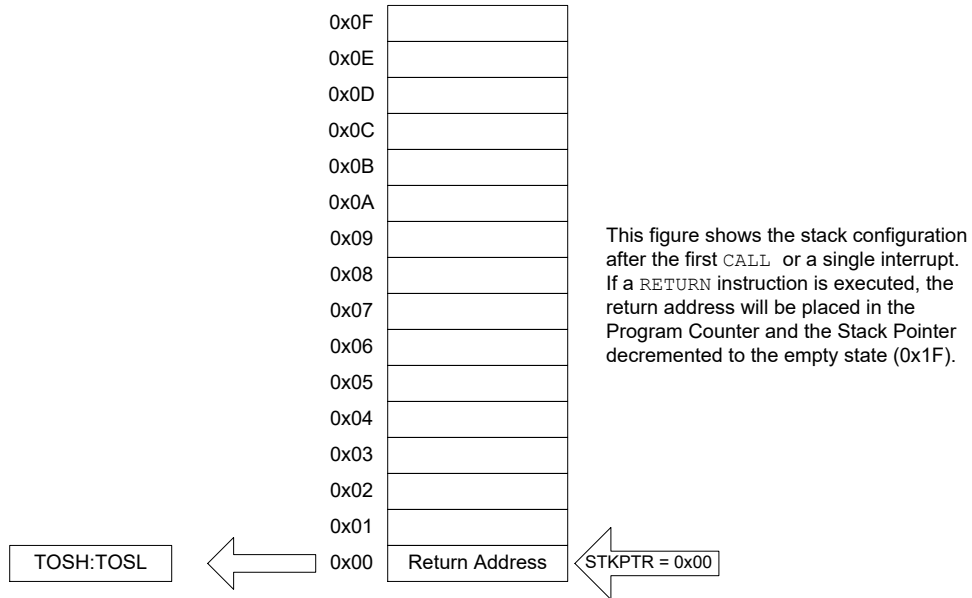 0x0F
0x0E
0x0D
0x0C
0x0B
0x0A
0x09
0x08
0x07
0x06
0x05
0x04
0x03
0x02
0x01
This figure shows the stack configuration
after the first CALL or a single interrupt.
If a RETURN instruction is executed, the
return address will be placed in the
Program Counter and the Stack Pointer
decremented to the empty state (0x1F).
TOSH:TOSL
0x00
Return Address
STKPTR = 0x00